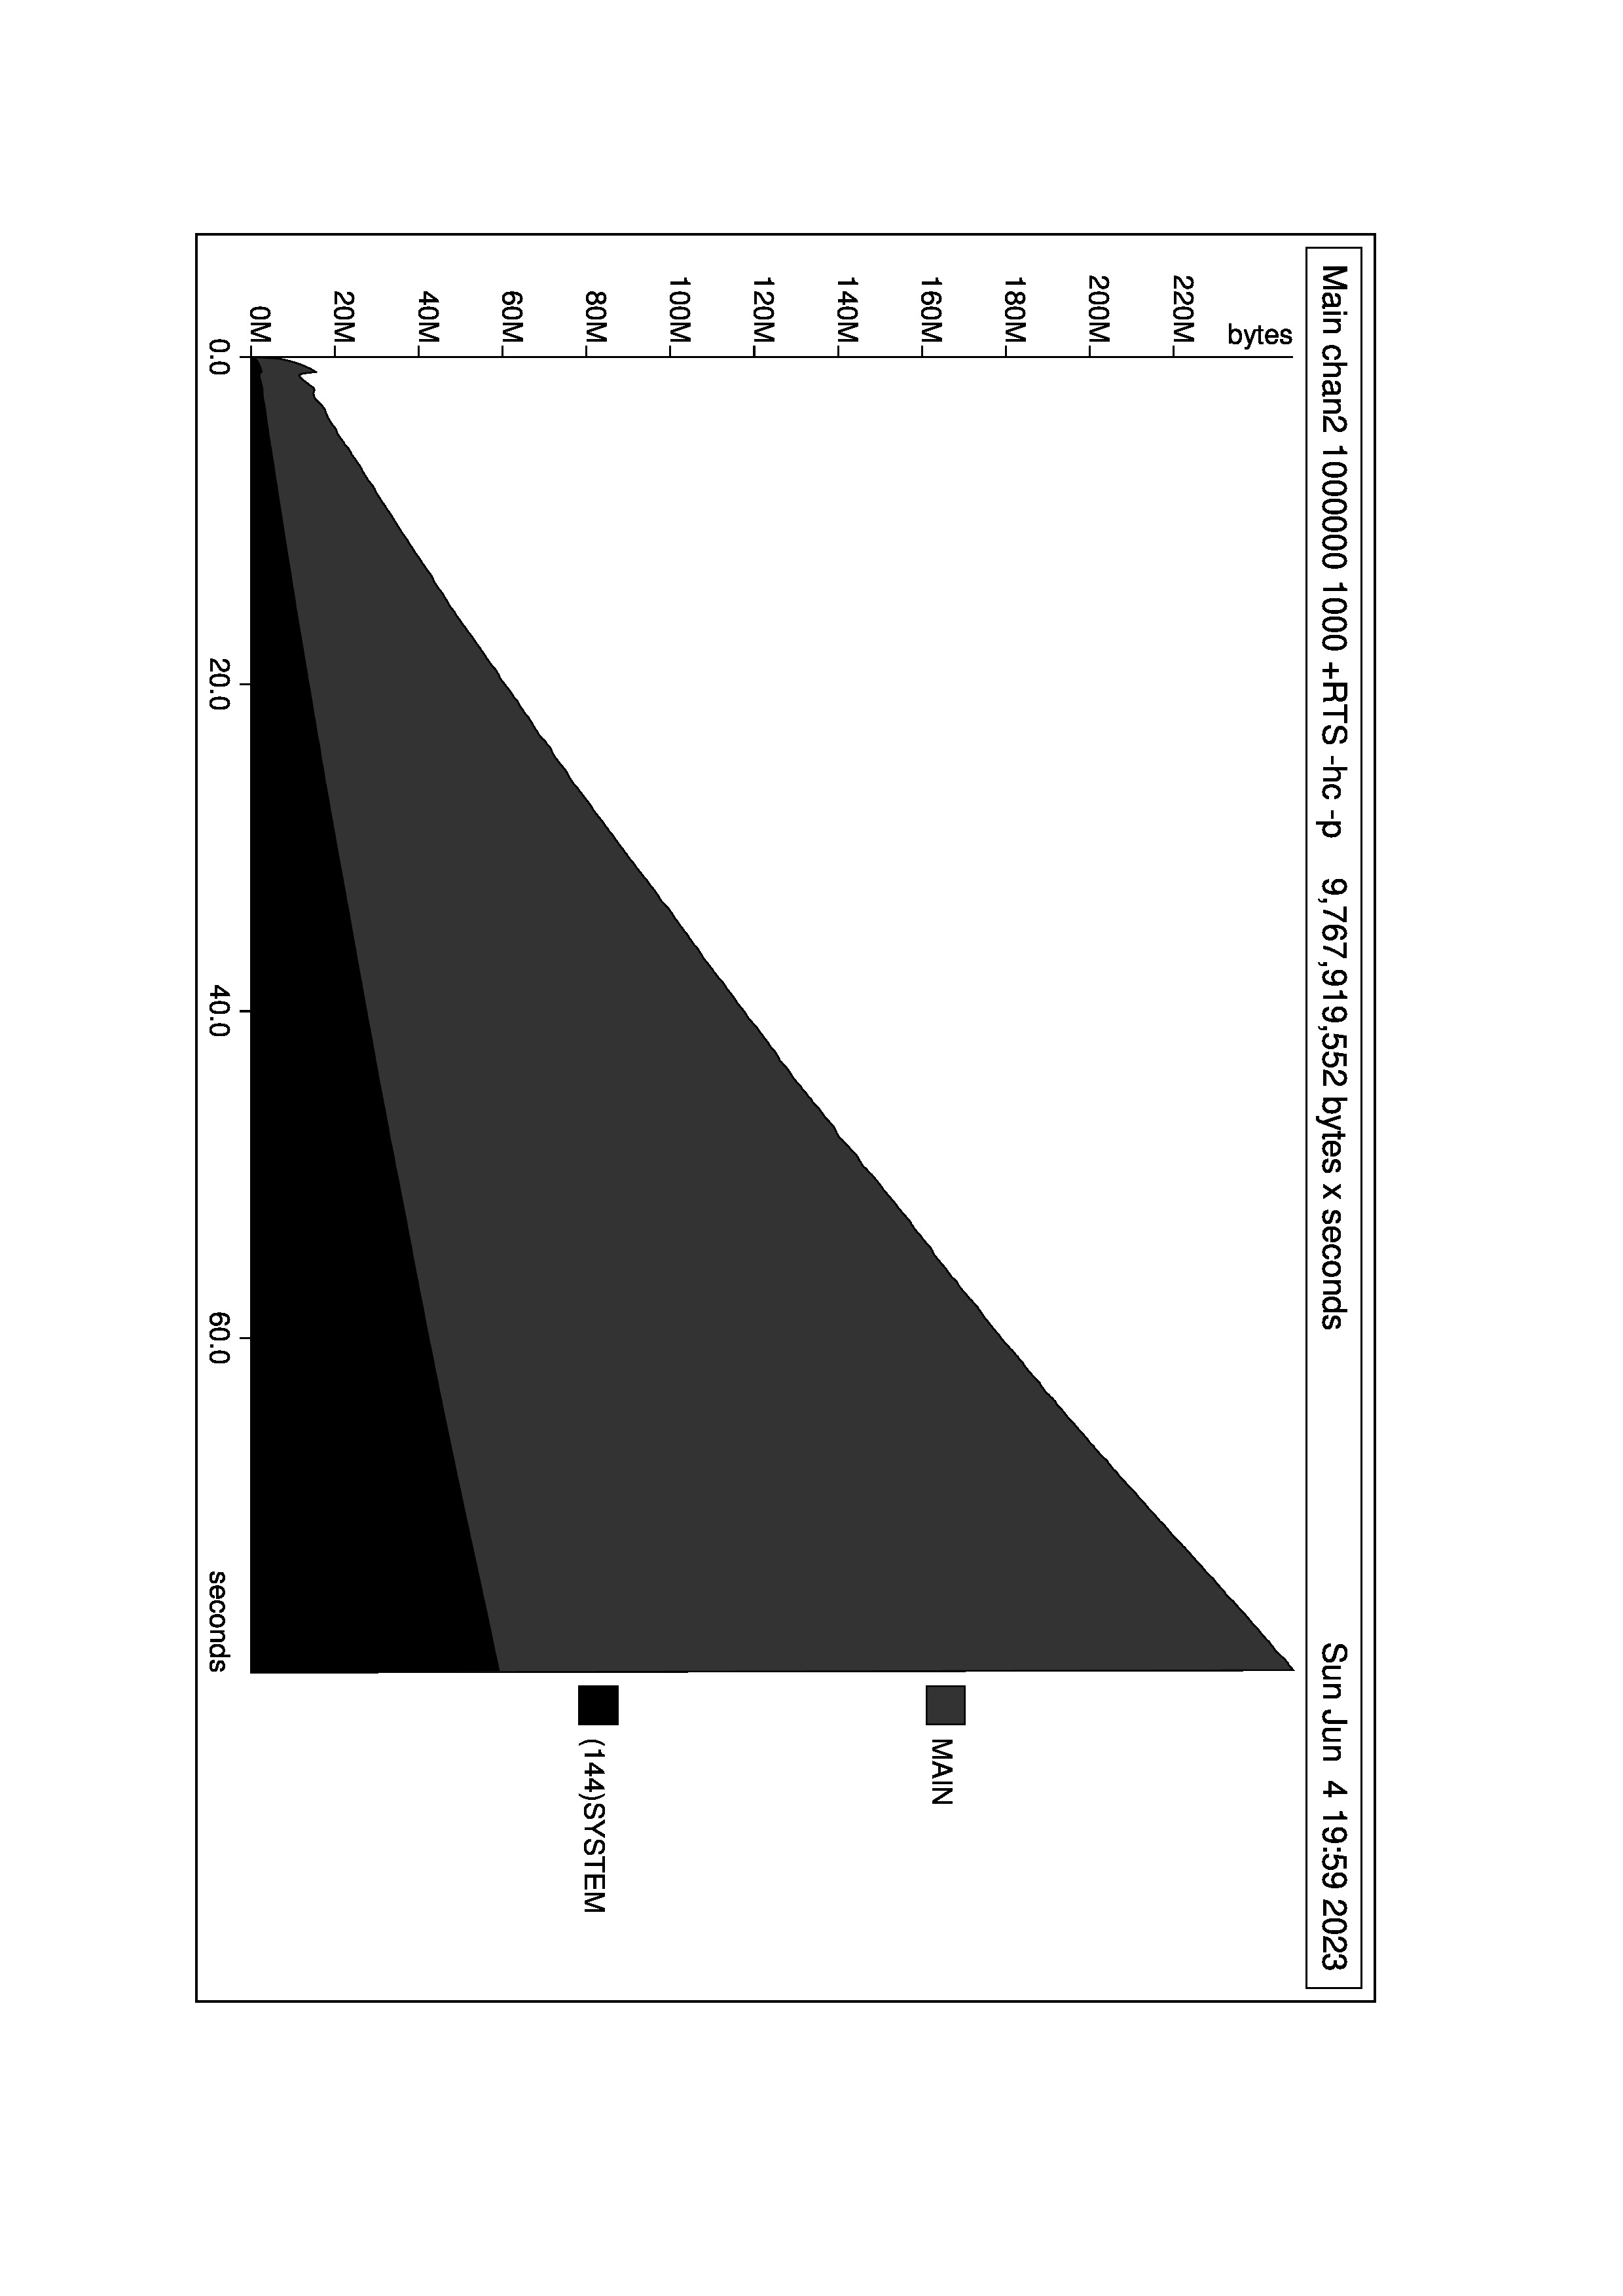 Main chan2 1000000 1000 +RTS -hc -p    9,767,919,552 bytes x seconds    Sun Jun  4 19:59 2023
bytes
220M
200M
180M
160M
140M
120M
100M
80M
60M
40M
20M
0M
0.0 20.0 40.0 60.0 seconds
MAIN
(144)SYSTEM